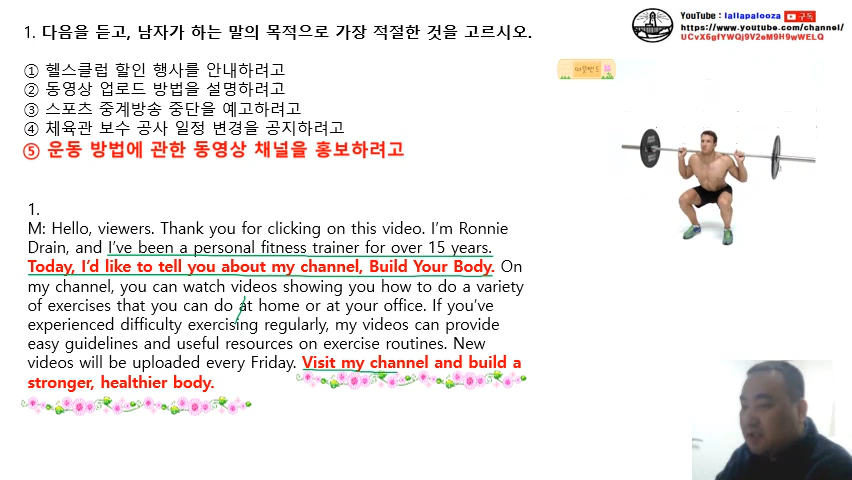 1. 다음을 듣고, 남자가 하는 말의 목적으로 가장 적절한 것을 고르시오.
YouTube : lallapalooza 구독
https://www.youtube.com/channel/
UCvX6gfYWQj9V2eM9H9wWELQ
① 헬스클럽 할인 행사를 안내하려고
② 동영상 업로드 방법을 설명하려고
③ 스포츠 중계방송 중단을 예고하려고
④ 체육관 보수 공사 일정 변경을 공지하려고
⑤ 운동 방법에 관한 동영상 채널을 홍보하려고
1.
M: Hello, viewers. Thank you for clicking on this video. I’m Ronnie
Drain, and I’ve been a personal fitness trainer for over 15 years.
Today, I’d like to tell you about my channel, Build Your Body. On
my channel, you can watch videos showing you how to do a variety
of exercises that you can do at home or at your office. If you’ve
experienced difficulty exercising regularly, my videos can provide
easy guidelines and useful resources on exercise routines. New
videos will be uploaded every Friday. Visit my channel and build a
stronger, healthier body.